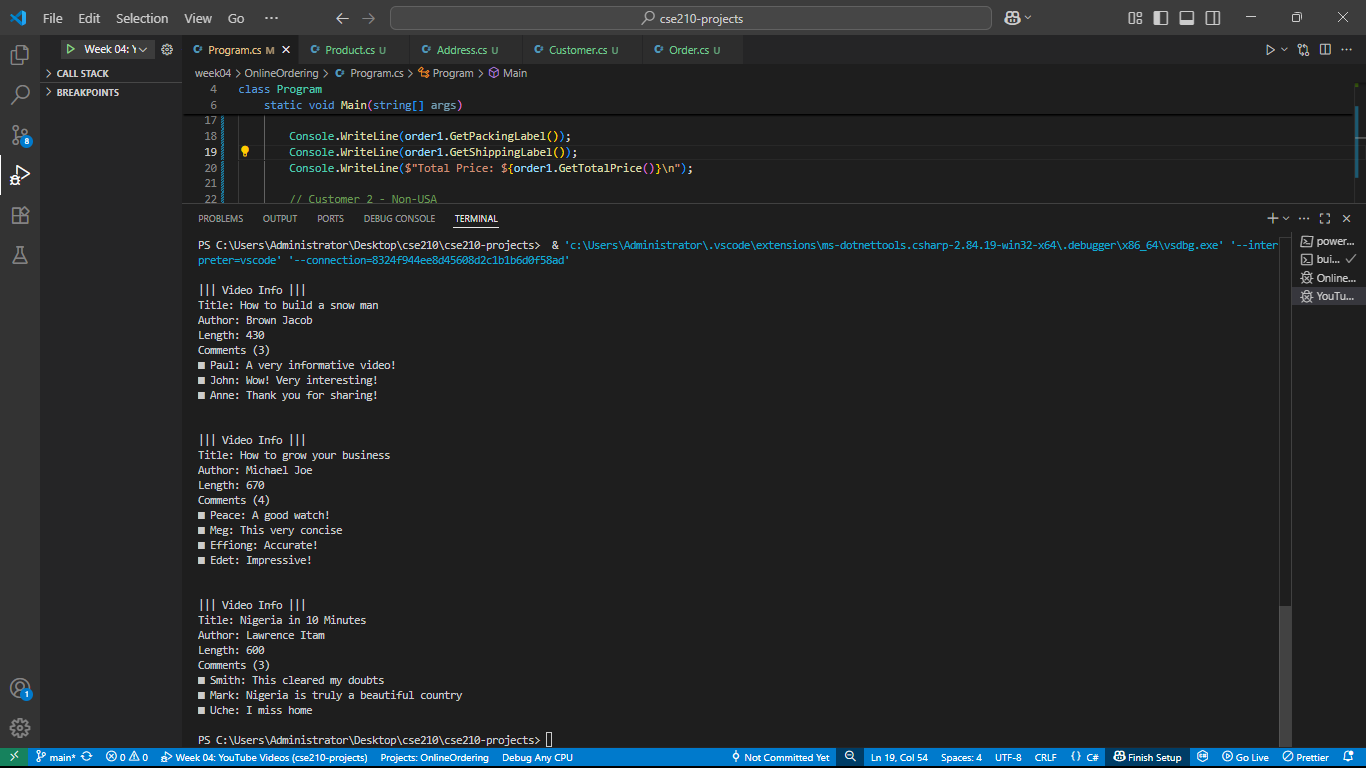 File Edit Selection View Go ··· cse210-projects
Week 04: Y
CALL STACK
BREAKPOINTS
Program.cs M Product.cs U Address.cs U Customer.cs U Order.cs U
week04 > OnlineOrdering > Program.cs > Program > Main
4 class Program
6 static void Main(string[] args)
17
18 Console.WriteLine(order1.GetPackingLabel());
19 Console.WriteLine(order1.GetShippingLabel());
20 Console.WriteLine($"Total Price: ${order1.GetTotalPrice()}\n");
21
22 // Customer 2 - Non-USA
PROBLEMS OUTPUT PORTS DEBUG CONSOLE TERMINAL
PS C:\Users\Administrator\Desktop\cse210\cse210-projects> & 'c:\Users\Administrator\.vscode\extensions\ms-dotnettools.csharp-2.84.19-win32-x64\.debugger\x86_64\vsdbg.exe' '--inter
preter=vscode' '--connection=8324f944ee8d45608d2c1b1b6d0f58ad'
||| Video Info |||
Title: How to build a snow man
Author: Brown Jacob
Length: 430
Comments (3)
■ Paul: A very informative video!
■ John: Wow! Very interesting!
■ Anne: Thank you for sharing!
||| Video Info |||
Title: How to grow your business
Author: Michael Joe
Length: 670
Comments (4)
■ Peace: A good watch!
■ Meg: This very concise
■ Effiong: Accurate!
■ Edet: Impressive!
||| Video Info |||
Title: Nigeria in 10 Minutes
Author: Lawrence Itam
Length: 600
Comments (3)
■ Smith: This cleared my doubts
■ Mark: Nigeria is truly a beautiful country
■ Uche: I miss home
PS C:\Users\Administrator\Desktop\cse210\cse210-projects>
power...
bui...
Online...
YouTu...
8
1
main* 0 0 Week 04: YouTube Videos (cse210-projects) Projects: OnlineOrdering Debug Any CPU Not Committed Yet Ln 19, Col 54 Spaces: 4 UTF-8 CRLF {} C# Finish Setup Go Live Prettier